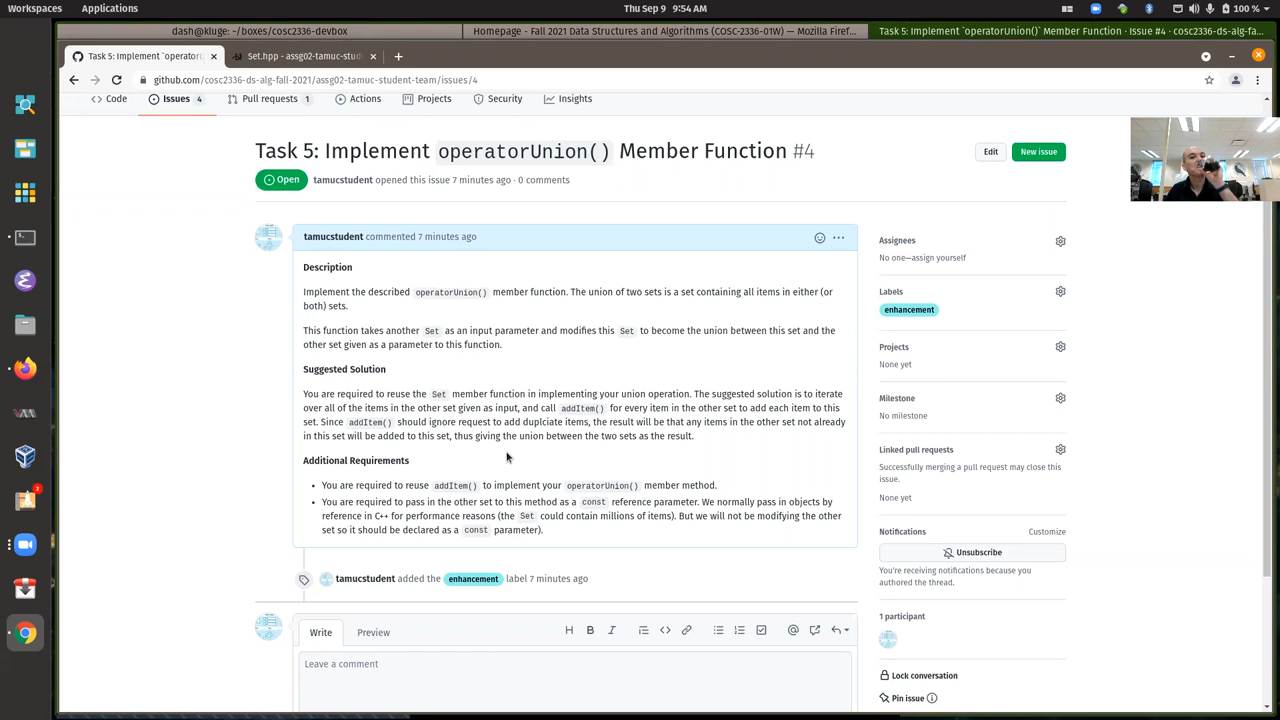 Workspaces Applications Thu Sep 9 9:54 AM 100 %
dash@kluge: ~/boxes/cosc2336-devbox Homepage - Fall 2021 Data Structures and Algorithms (COSC-2336-01W) — Mozilla Firef... Task 5: Implement `operatorUnion()` Member Function · Issue #4 · cosc2336-ds-alg-fa...
Task 5: Implement `operatorU Set.hpp - assg02-tamuc-stud
github.com/cosc2336-ds-alg-fall-2021/assg02-tamuc-student-team/issues/4
Code Issues 4 Pull requests 1 Actions Projects Security Insights
Task 5: Implement operatorUnion() Member Function #4
Edit New issue
Open tamucstudent opened this issue 7 minutes ago · 0 comments
tamucstudent commented 7 minutes ago
Description
Implement the described operatorUnion() member function. The union of two sets is a set containing all items in either (or
both) sets.
This function takes another Set as an input parameter and modifies this Set to become the union between this set and the
other set given as a parameter to this function.
Suggested Solution
You are required to reuse the Set member function in implementing your union operation. The suggested solution is to iterate
over all of the items in the other set given as input, and call addItem() for every item in the other set to add each item to this
set. Since addItem() should ignore request to add duplciate items, the result will be that any items in the other set not already
in this set will be added to this set, thus giving the union between the two sets as the result.
Additional Requirements
• You are required to reuse addItem() to implement your operatorUnion() member method.
• You are required to pass in the other set to this method as a const reference parameter. We normally pass in objects by
reference in C++ for performance reasons (the Set could contain millions of items). But we will not be modifying the other
set so it should be declared as a const parameter).
tamucstudent added the enhancement label 7 minutes ago
Write Preview
Leave a comment
Assignees
No one—assign yourself
Labels
enhancement
Projects
None yet
Milestone
No milestone
Linked pull requests
Successfully merging a pull request may close this
issue.
None yet
Notifications Customize
Unsubscribe
You're receiving notifications because you
authored the thread.
1 participant
Lock conversation
Pin issue
2